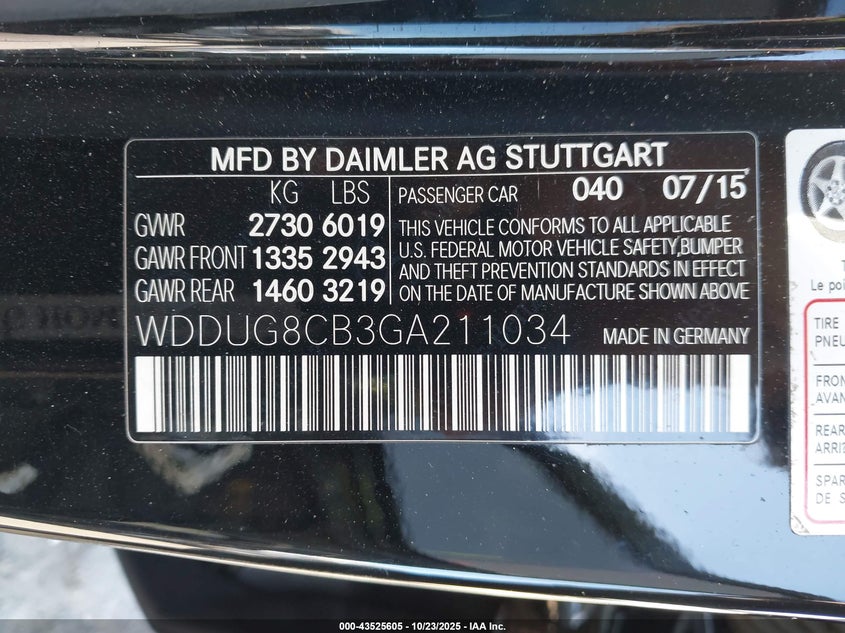 MFD BY DAIMLER AG STUTTGART
KG LBS
GVWR 2730 6019
GAWR FRONT 1335 2943
GAWR REAR 1460 3219
PASSENGER CAR 040 07/15
THIS VEHICLE CONFORMS TO ALL APPLICABLE
U.S. FEDERAL MOTOR VEHICLE SAFETY,BUMPER
AND THEFT PREVENTION STANDARDS IN EFFECT
ON THE DATE OF MANUFACTURE SHOWN ABOVE
WDDUG8CB3GA211034 MADE IN GERMANY
T
Le poi
TIRE
PNEU
FRON
AVAN
REAR
ARRI
SPAR
DE S
000-43525605 - 10/23/2025 - IAA Inc.